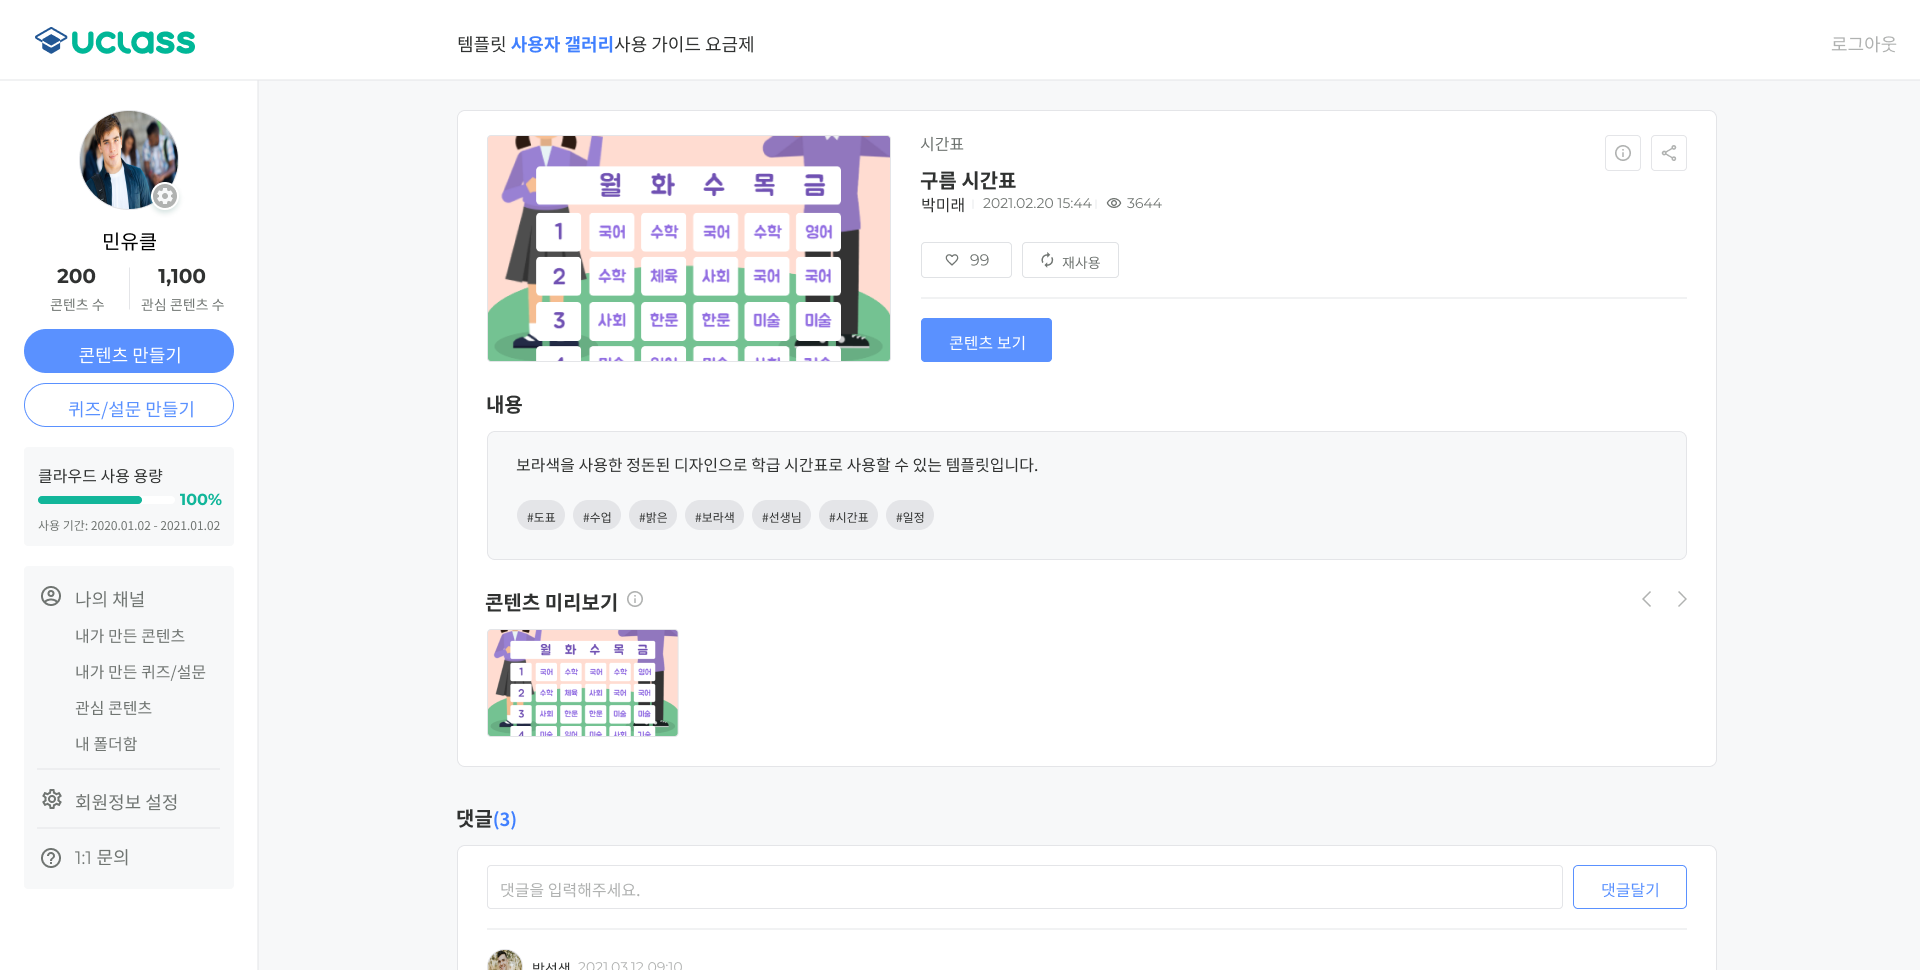 UCLASS
템플릿 사용자 갤러리사용 가이드 요금제
로그아웃
민유클
200
콘텐츠 수
1,100
관심 콘텐츠 수
콘텐츠 만들기
퀴즈/설문 만들기
클라우드 사용 용량
100%
사용 기간: 2020.01.02 - 2021.01.02
나의 채널
내가 만든 콘텐츠
내가 만든 퀴즈/설문
관심 콘텐츠
내 폴더함
회원정보 설정
1:1 문의
월 화 수 목 금
1 국어 수학 국어 수학 영어
2 수학 체육 사회 국어 국어
3 사회 한문 한문 미술 미술
시간표
구름 시간표
박미래 2021.02.20 15:44 3644
99
재사용
콘텐츠 보기
내용
보라색을 사용한 정돈된 디자인으로 학급 시간표로 사용할 수 있는 템플릿입니다.
#도표 #수업 #밝은 #보라색 #선생님 #시간표 #일정
콘텐츠 미리보기
월 화 수 목 금
1 국어 수학 국어 수학 영어
2 수학 체육 사회 국어 국어
3 사회 한문 한문 미술 미술
댓글(3)
댓글을 입력해주세요.
댓글달기
2021.03.12 09:10